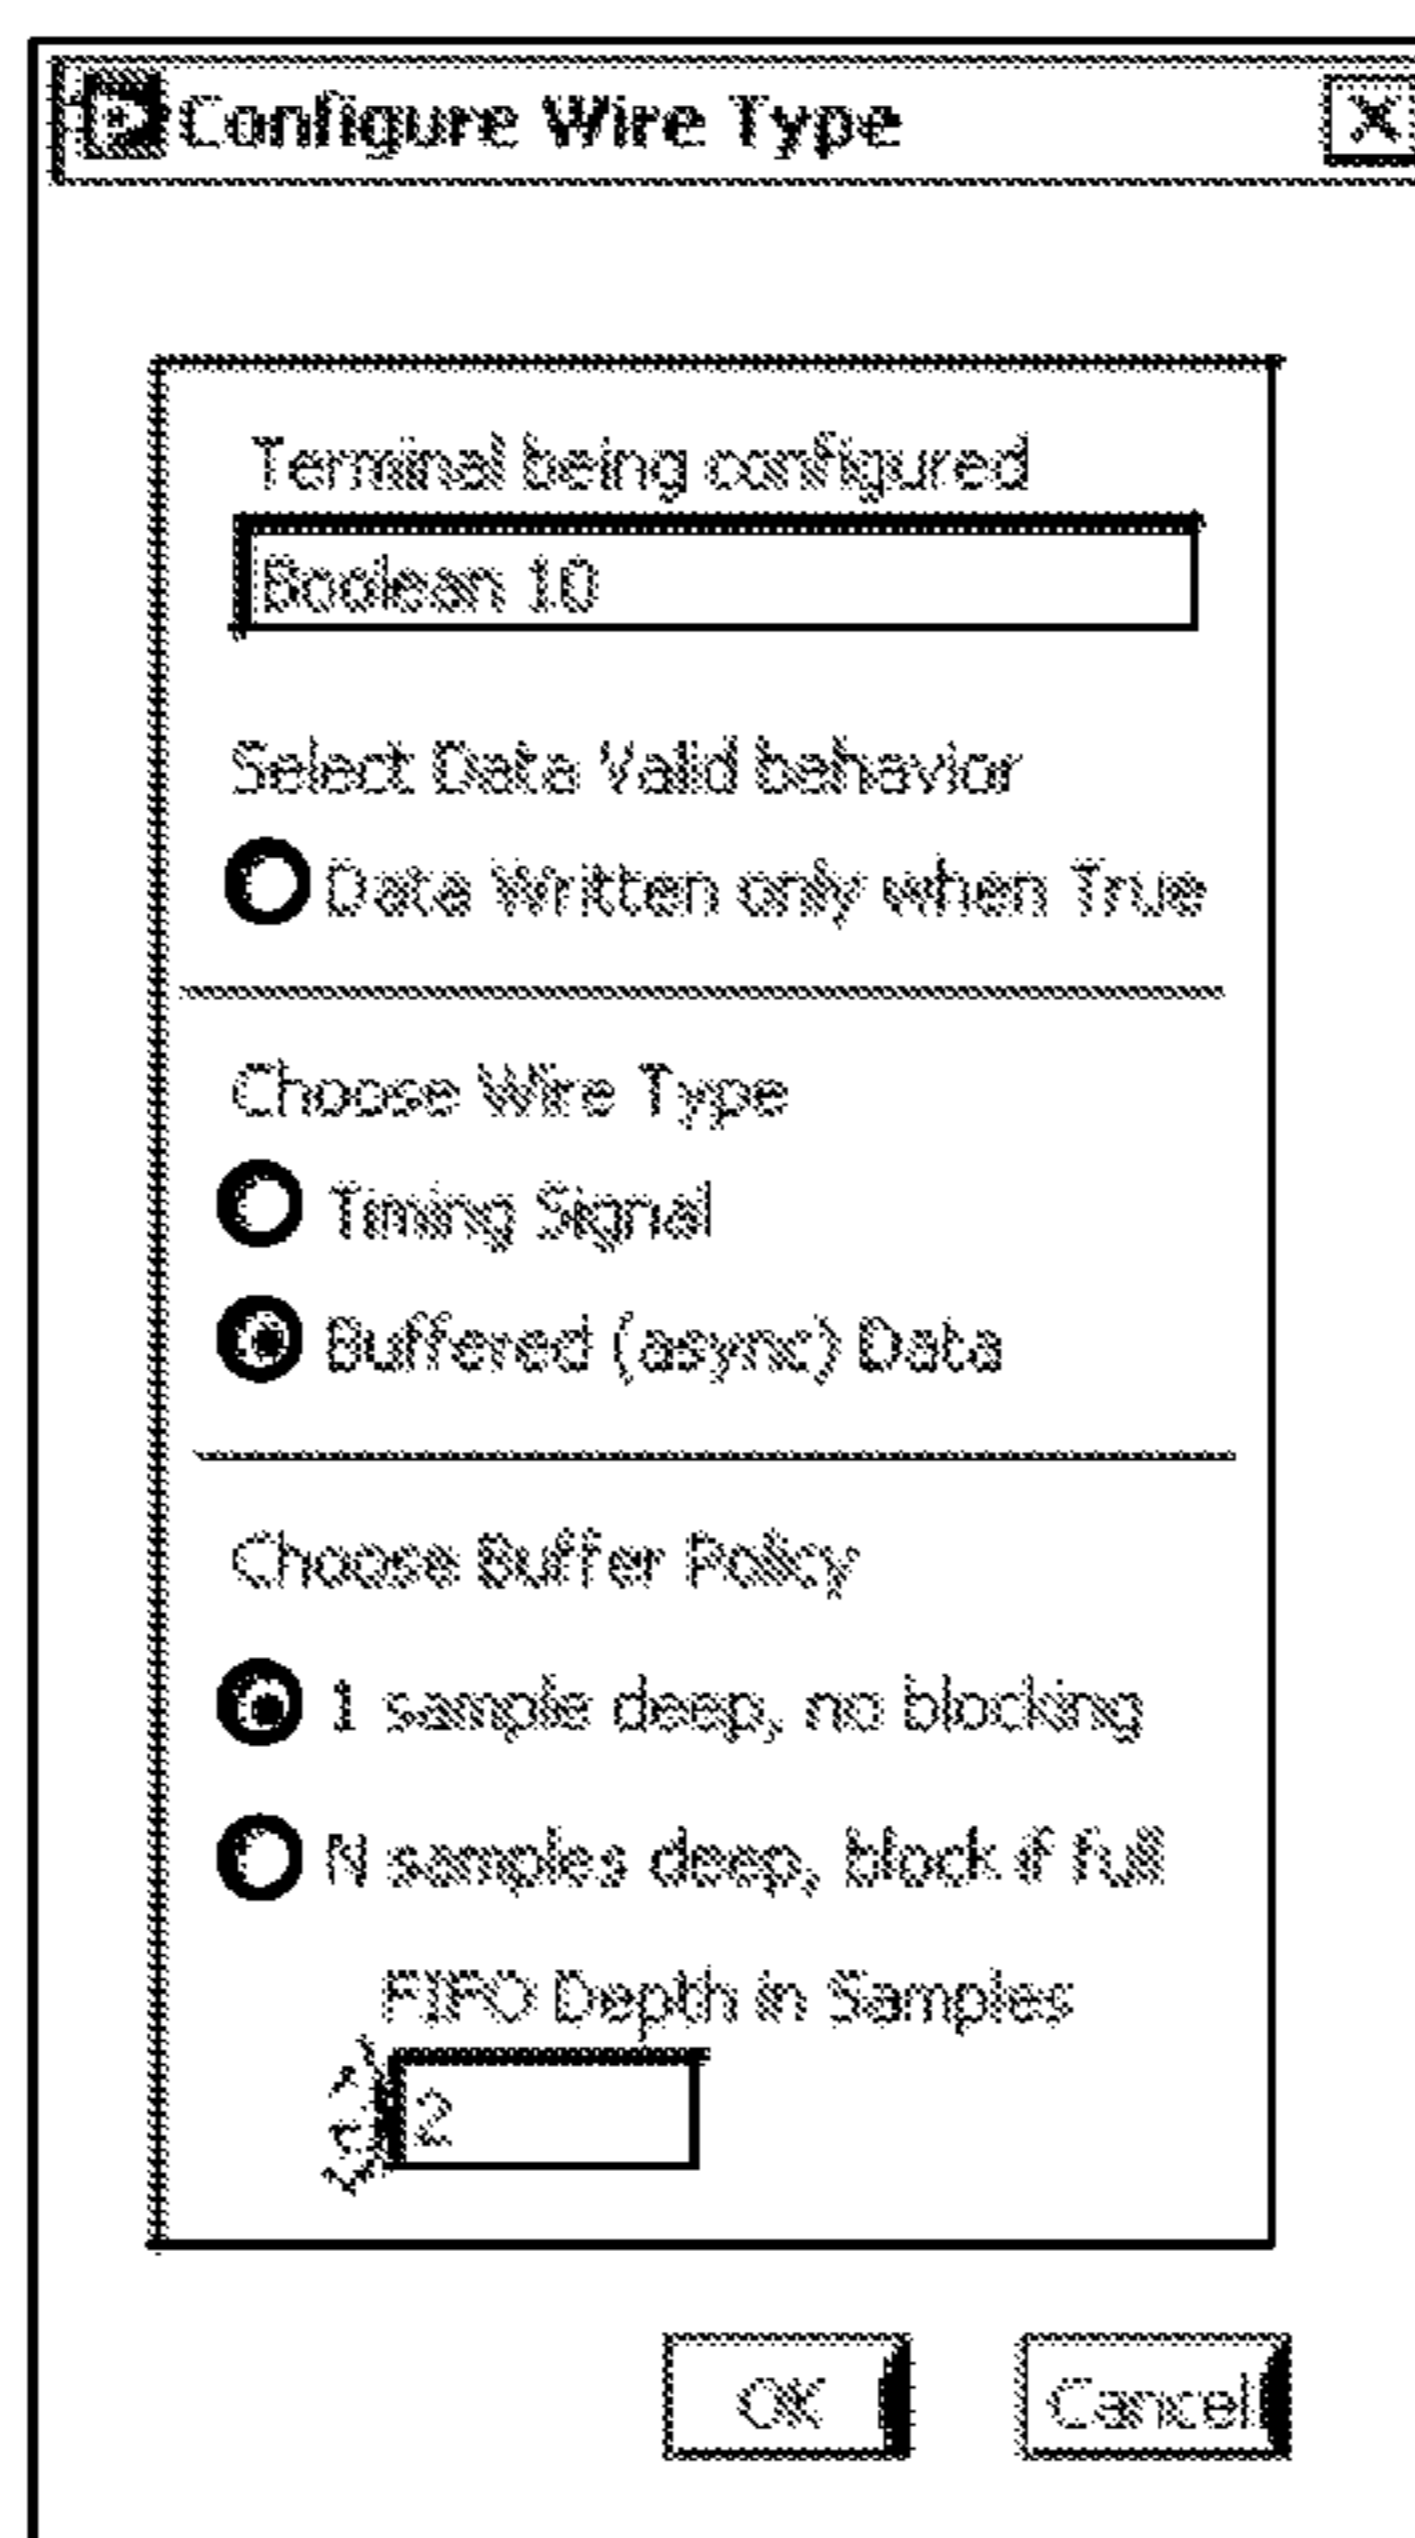 Configure Wire Type
Terminal being configured
Boolean 10
Select Data Valid behavior
Data Written only when True
Choose Wire Type
Timing Signal
Buffered (async) Data
Choose Buffer Policy
1 sample deep, no blocking
N samples deep, block if full
FIFO Depth in Samples
2
OK
Cancel